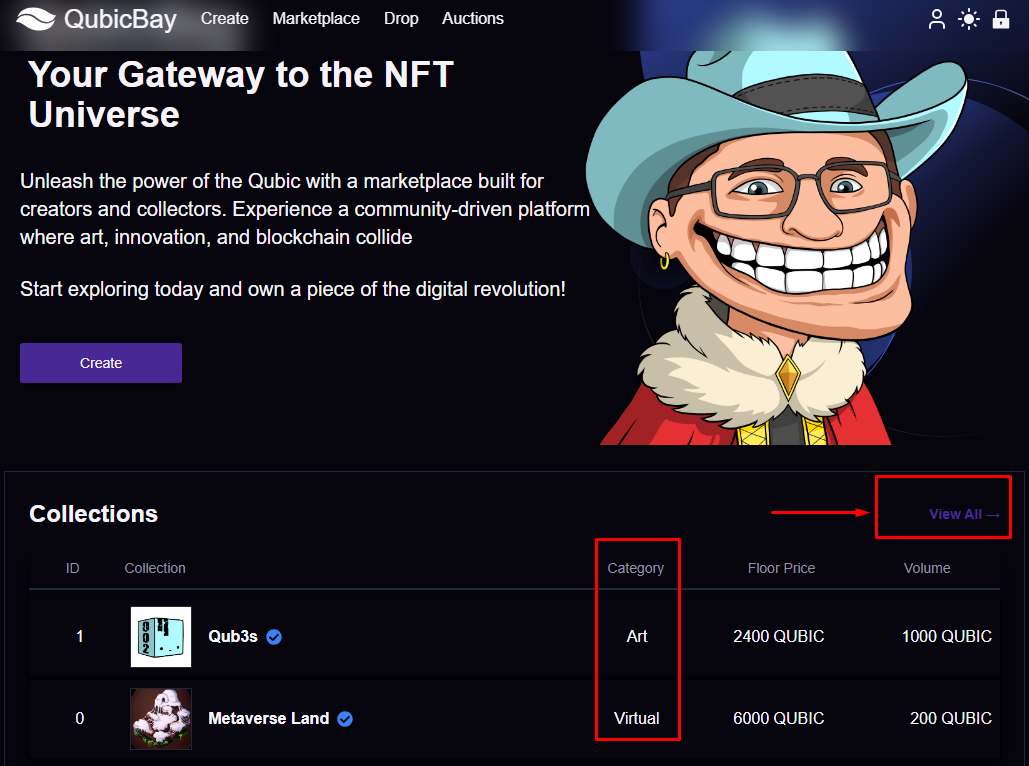 QubicBay Create Marketplace Drop Auctions
Your Gateway to the NFT
Universe
Unleash the power of the Qubic with a marketplace built for
creators and collectors. Experience a community-driven platform
where art, innovation, and blockchain collide
Start exploring today and own a piece of the digital revolution!
Create
Collections
View All →
ID Collection Category Floor Price Volume
1 002 Qub3s Art 2400 QUBIC 1000 QUBIC
0 Metaverse Land Virtual 6000 QUBIC 200 QUBIC